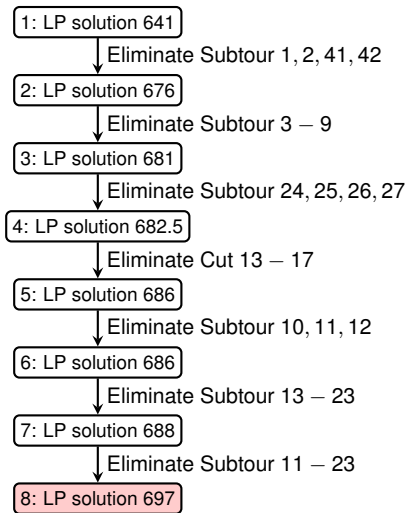 1: LP solution 641
Eliminate Subtour 1, 2, 41, 42
2: LP solution 676
Eliminate Subtour 3 − 9
3: LP solution 681
Eliminate Subtour 24, 25, 26, 27
4: LP solution 682.5
Eliminate Cut 13 − 17
5: LP solution 686
Eliminate Subtour 10, 11, 12
6: LP solution 686
Eliminate Subtour 13 − 23
7: LP solution 688
Eliminate Subtour 11 − 23
8: LP solution 697